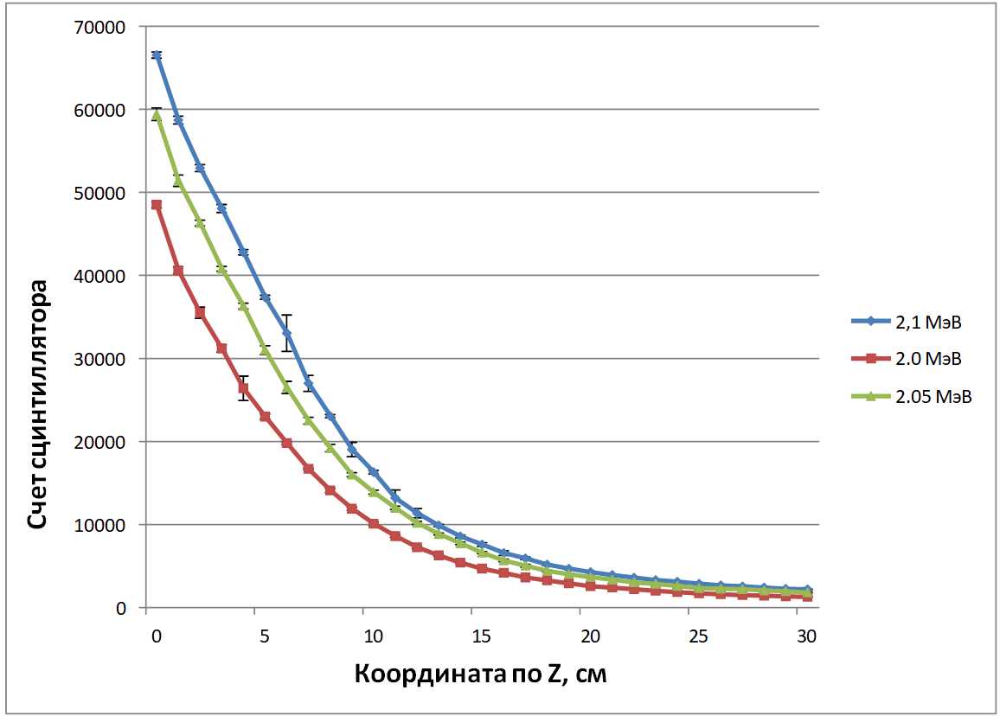 70000
60000
50000
40000
30000
20000
10000
0
Счет сцинтиллятора
0 5 10 15 20 25 30
Координата по Z, см
2,1 МэВ
2.0 МэВ
2.05 МэВ